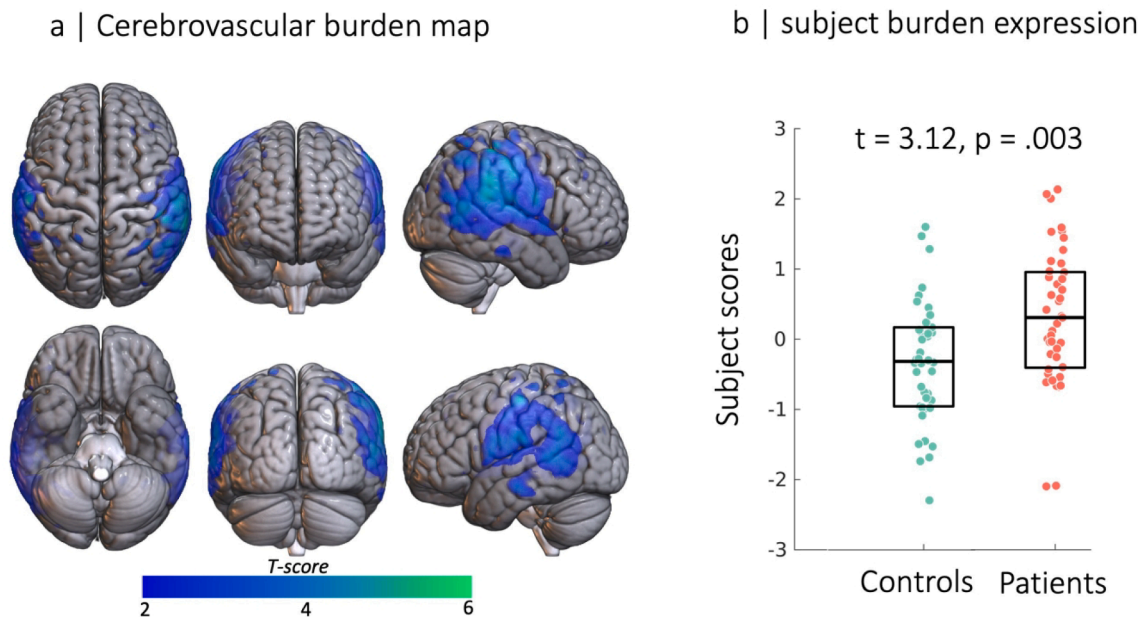 a | Cerebrovascular burden map
b | subject burden expression
t = 3.12, p = .003
Subject scores
3
2
1
0
-1
-2
-3
Controls
Patients
T-score
2
4
6